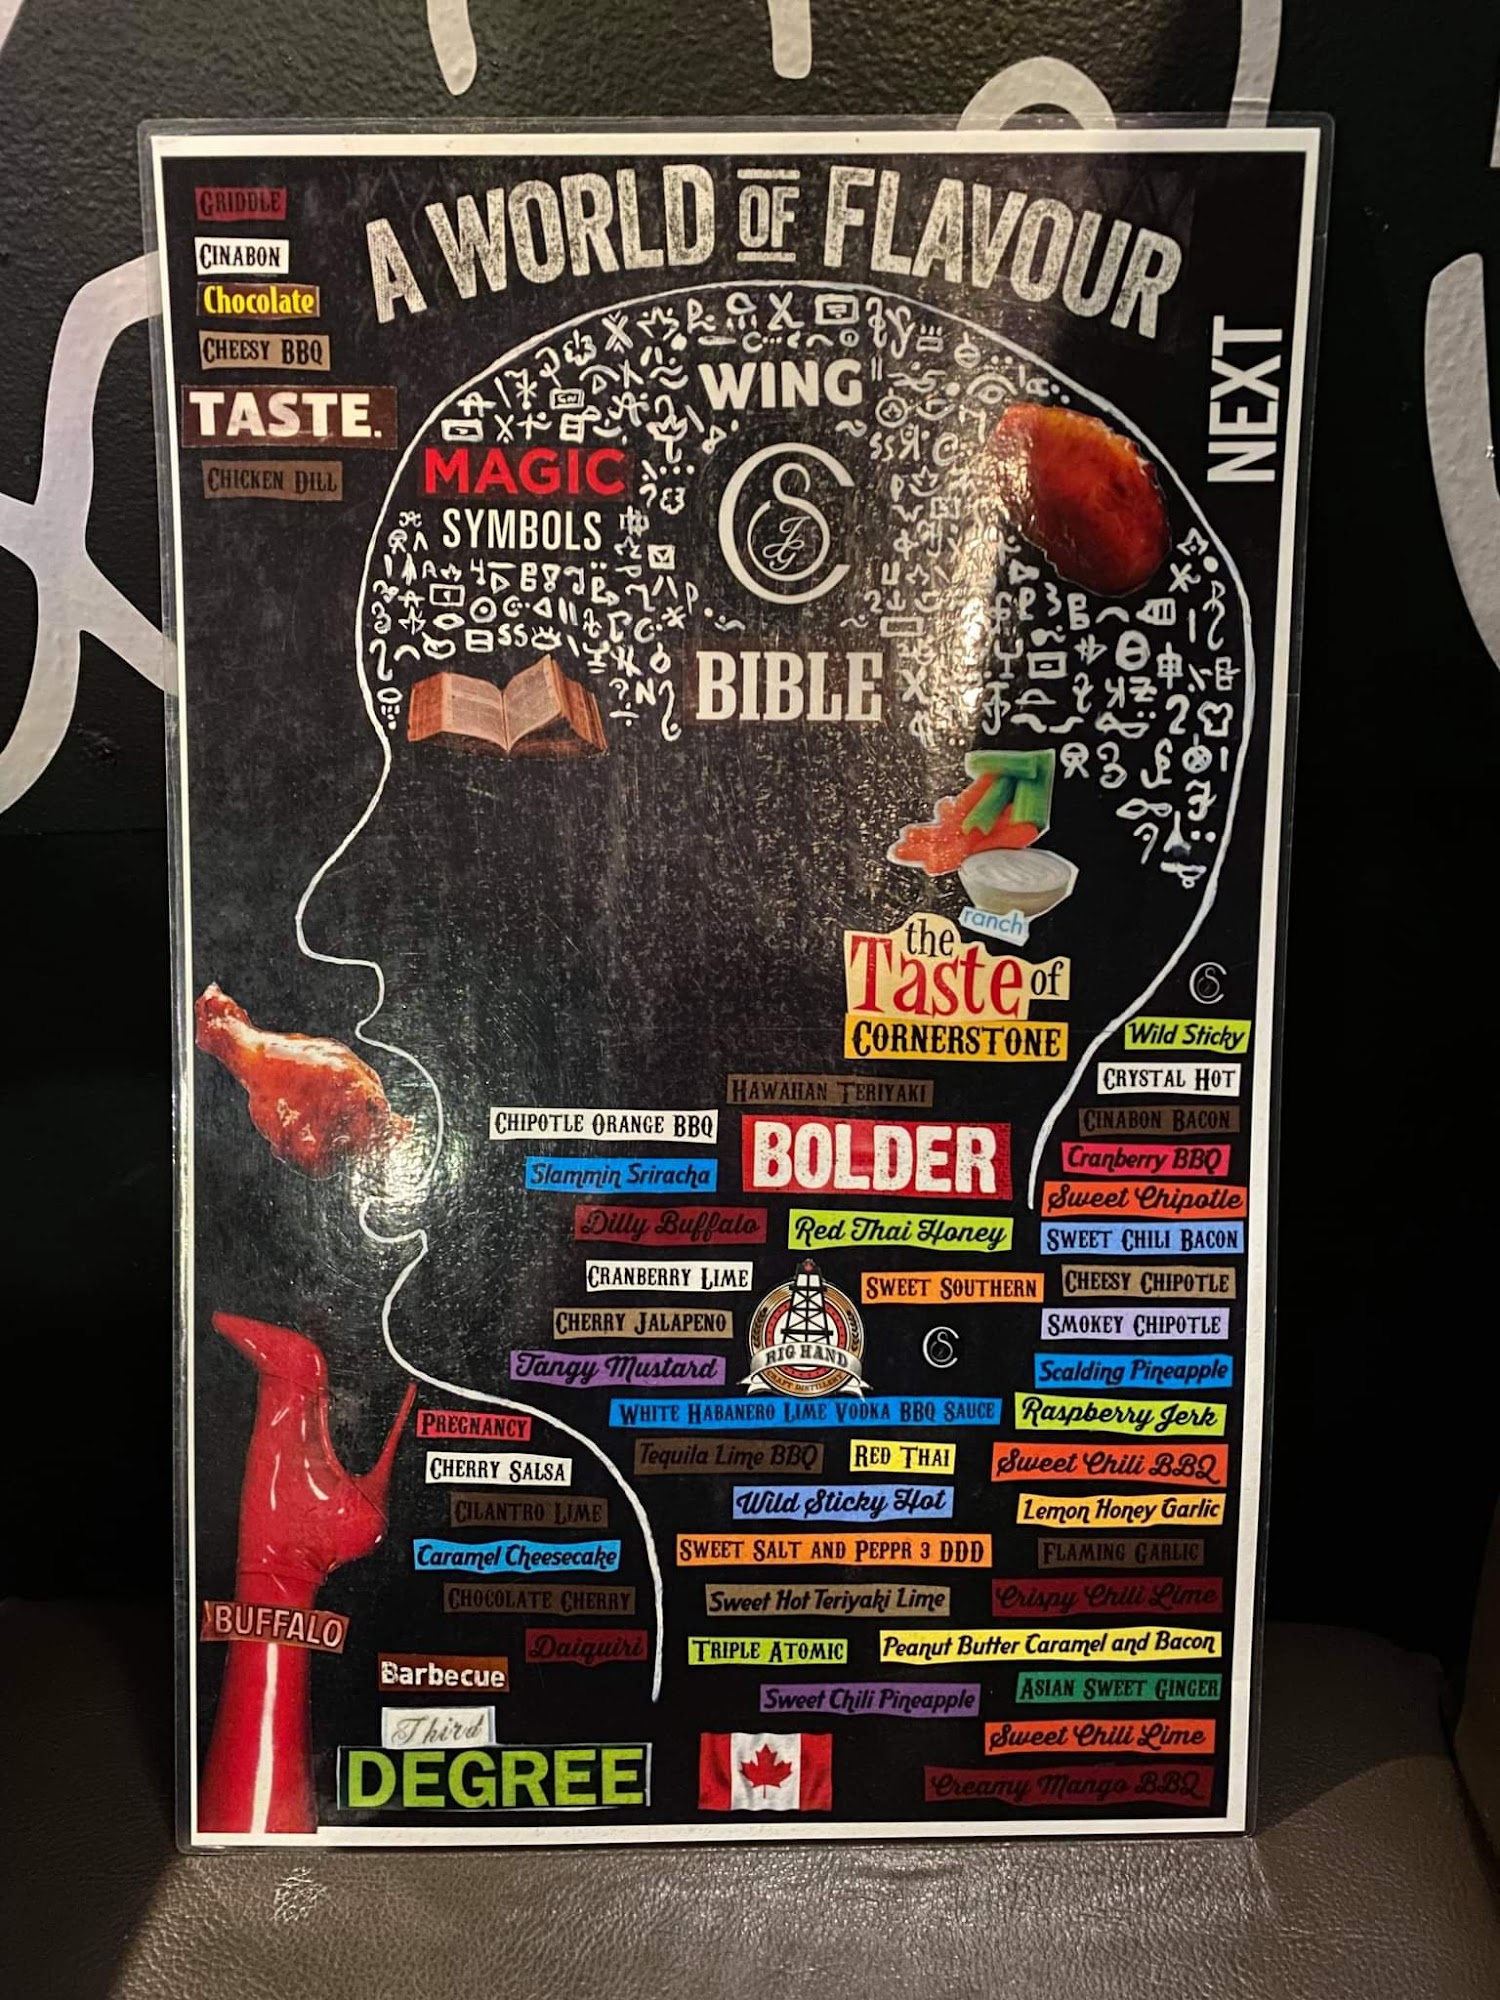 A WORLD OF FLAVOUR
GRIDDLE
CINABON
Chocolate
CHEESY BBQ
TASTE.
CHICKEN DILL
NEXT
WING
MAGIC
SYMBOLS
BIBLE
ranch
the
Taste of
CORNERSTONE
Wild Sticky
CRYSTAL HOT
CINABON BACON
Cranberry BBQ
Sweet Chipotle
SWEET CHILI BACON
CHEESY CHIPOTLE
SMOKEY CHIPOTLE
Scalding Pineapple
Raspberry Jerk
Sweet Chili BBQ
Lemon Honey Garlic
FLAMING GARLIC
Crispy Chili Lime
Peanut Butter Caramel and Bacon
ASIAN SWEET GINGER
Sweet Chili Lime
Creamy Mango BBQ
HAWAHAN TERIYAKI
CHIPOTLE ORANGE BBQ
BOLDER
Slammin Sriracha
Dilly Buffalo
Red Thai Honey
CRANBERRY LIME
SWEET SOUTHERN
CHERRY JALAPENO
RIG HAND
CRAFT DISTILLERY
Tangy Mustard
WHITE HABANERO LIME VODKA BBQ SAUCE
Tequila Lime BBQ
RED THAI
Wild Sticky Hot
SWEET SALT AND PEPPR 3 DDD
Sweet Hot Teriyaki Lime
TRIPLE ATOMIC
Sweet Chili Pineapple
PREGNANCY
CHERRY SALSA
CILANTRO LIME
Caramel Cheesecake
CHOCOLATE CHERRY
Daiquiri
BUFFALO
Barbecue
Third
DEGREE